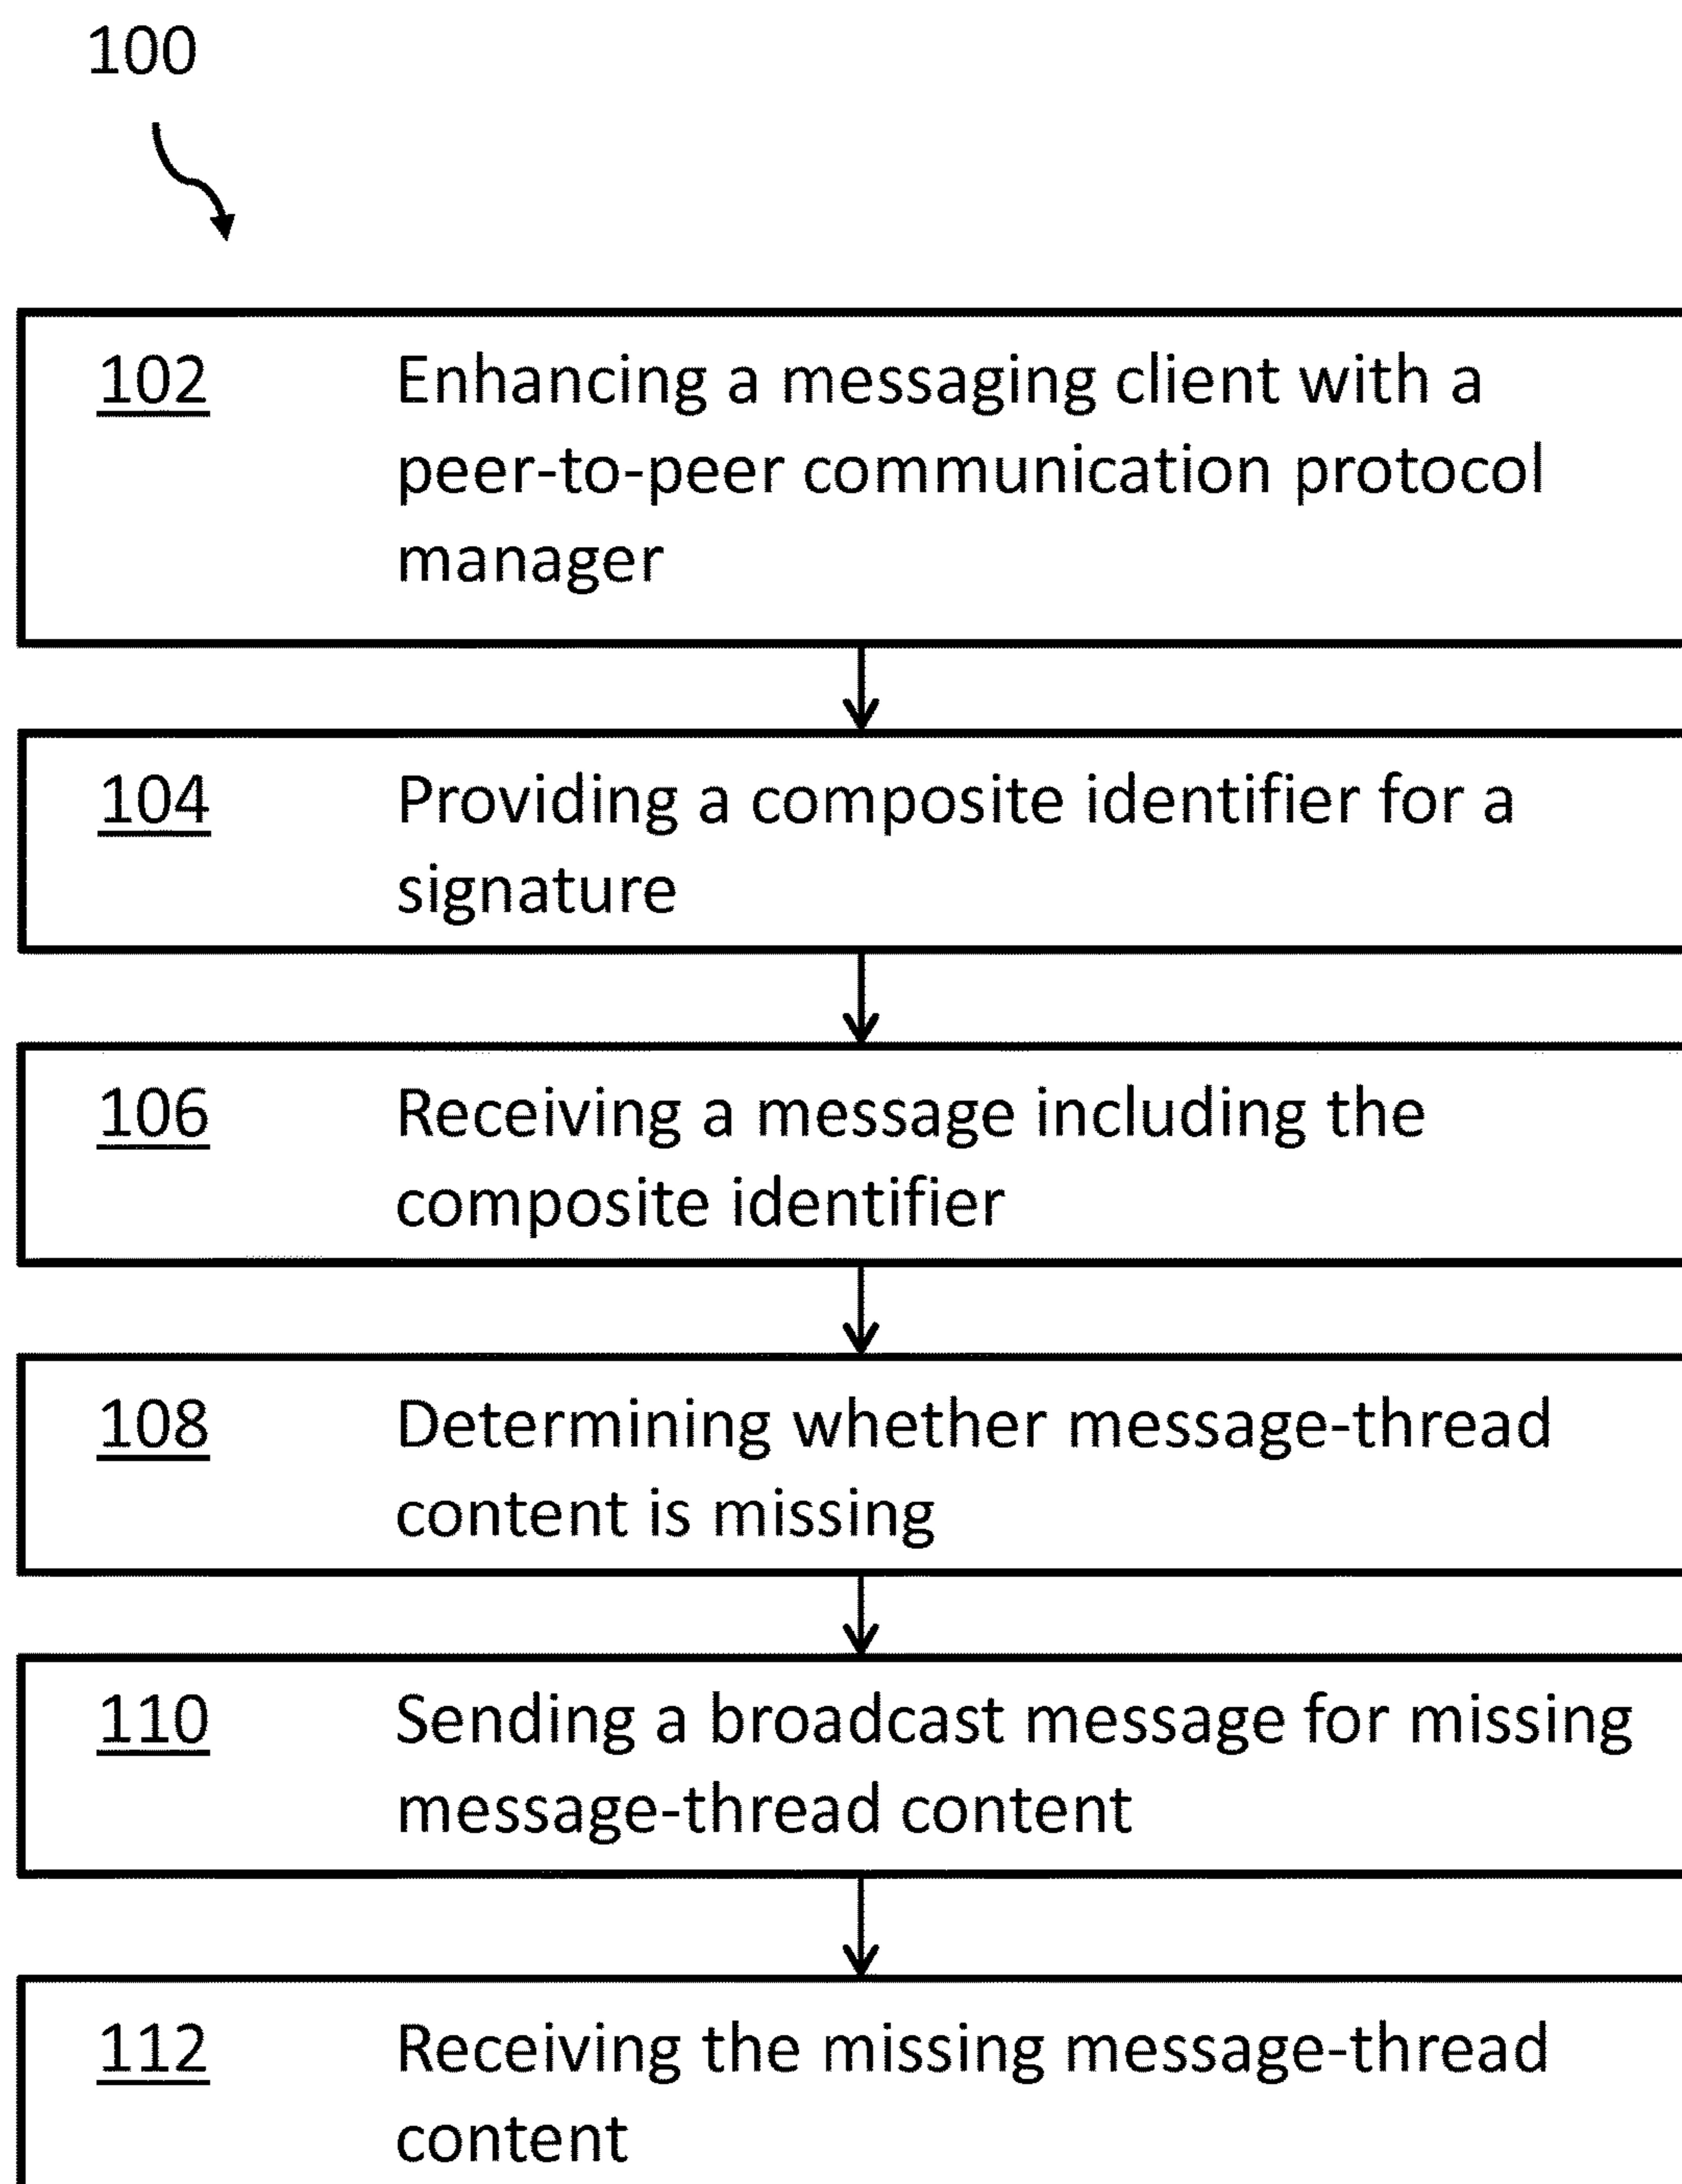 100
102 Enhancing a messaging client with a
peer-to-peer communication protocol
manager
104 Providing a composite identifier for a
signature
106 Receiving a message including the
composite identifier
108 Determining whether message-thread
content is missing
110 Sending a broadcast message for missing
message-thread content
112 Receiving the missing message-thread
content